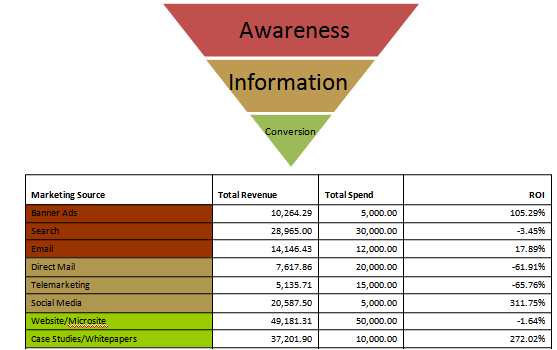 Awareness
Information
Conversion
Marketing Source Total Revenue Total Spend ROI
Banner Ads 10,264.29 5,000.00 105.29%
Search 28,965.00 30,000.00 -3.45%
Email 14,146.43 12,000.00 17.89%
Direct Mail 7,617.86 20,000.00 -61.91%
Telemarketing 5,135.71 15,000.00 -65.76%
Social Media 20,587.50 5,000.00 311.75%
Website/Microsite 49,181.31 50,000.00 -1.64%
Case Studies/Whitepapers 37,201.90 10,000.00 272.02%